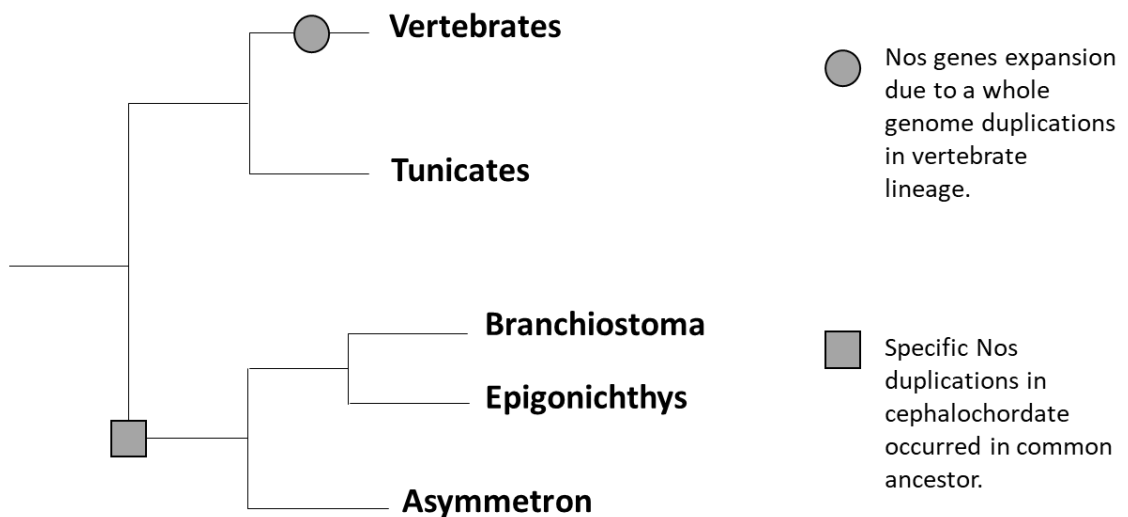 Vertebrates
Tunicates
Branchiostoma
Epigonichthys
Asymmetron
Nos genes expansion
due to a whole
genome duplications
in vertebrate
lineage.
Specific Nos
duplications in
cephalochordate
occurred in common
ancestor.